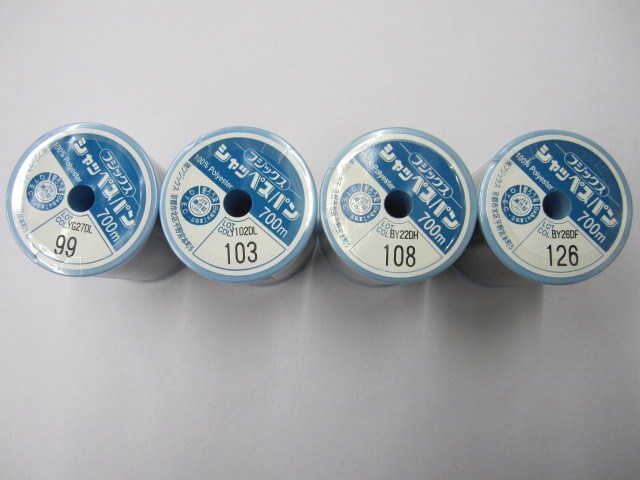 フジックス
シャッペスパン
100% Polyester
700m
LOT YG27DL
COL
99
フジックス
シャッペスパン
100% Polyester
700m
LOT
COL 102DL
103
フジックス
シャッペスパン
100% Polyester
700m
LOT
COL BY22DH
108
フジックス
シャッペスパン
100% Polyester
700m
LOT
COL BY26DF
126